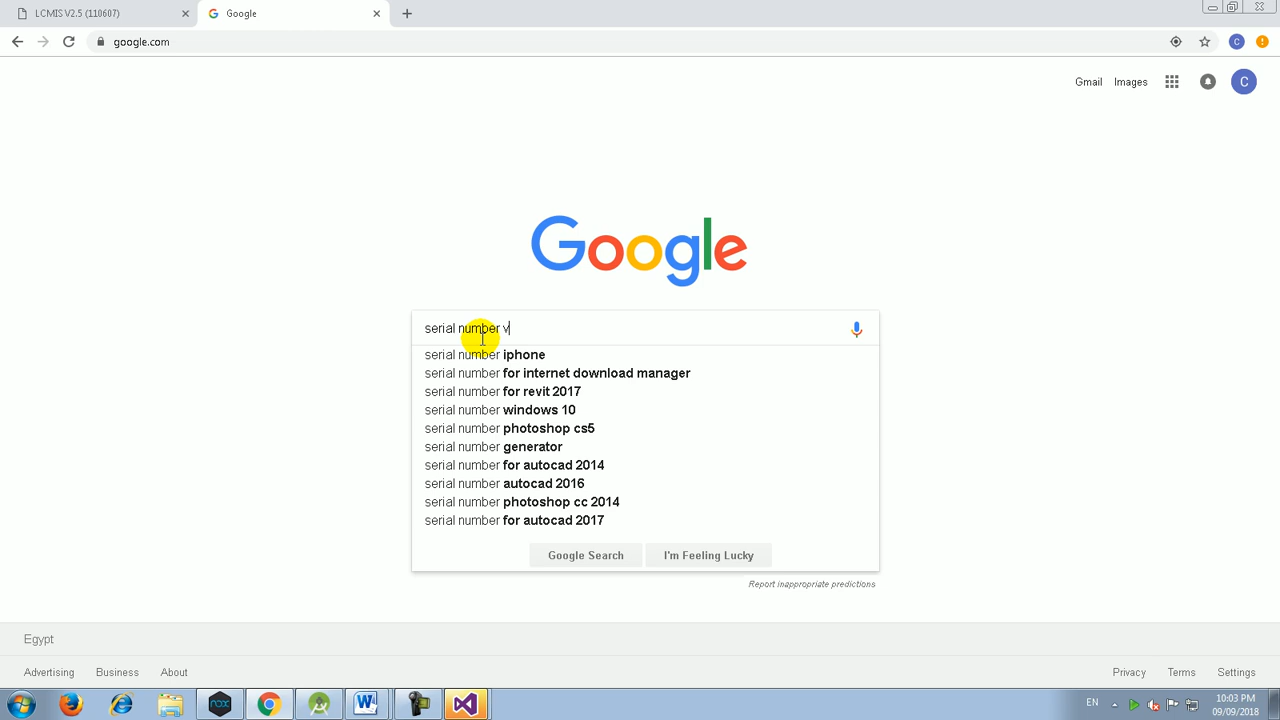 LCMIS V2.5 (110607)
Google
google.com
C
Gmail
Images
C
Google
serial number v
serial number iphone
serial number for internet download manager
serial number for revit 2017
serial number windows 10
serial number photoshop cs5
serial number generator
serial number for autocad 2014
serial number autocad 2016
serial number photoshop cc 2014
serial number for autocad 2017
Google Search
I'm Feeling Lucky
Report inappropriate predictions
Egypt
Advertising
Business
About
Privacy
Terms
Settings
nox
W
EN
10:03 PM
09/09/2018